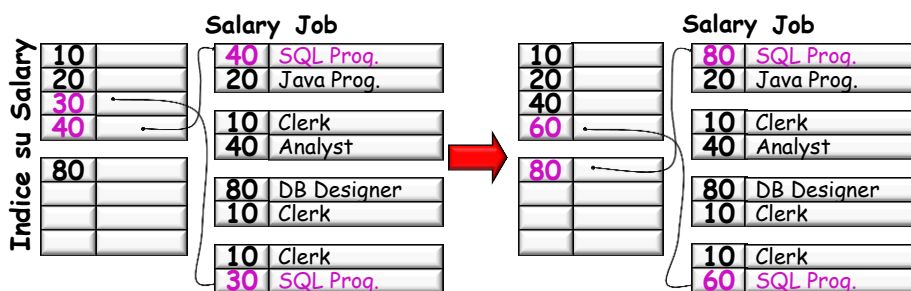 Indice su Salary
10
20
30
40
80
Salary Job
40 SQL Prog.
20 Java Prog.
10 Clerk
40 Analyst
80 DB Designer
10 Clerk
10 Clerk
30 SQL Prog.
10
20
40
60
80
Salary Job
80 SQL Prog.
20 Java Prog.
10 Clerk
40 Analyst
80 DB Designer
10 Clerk
10 Clerk
60 SQL Prog.